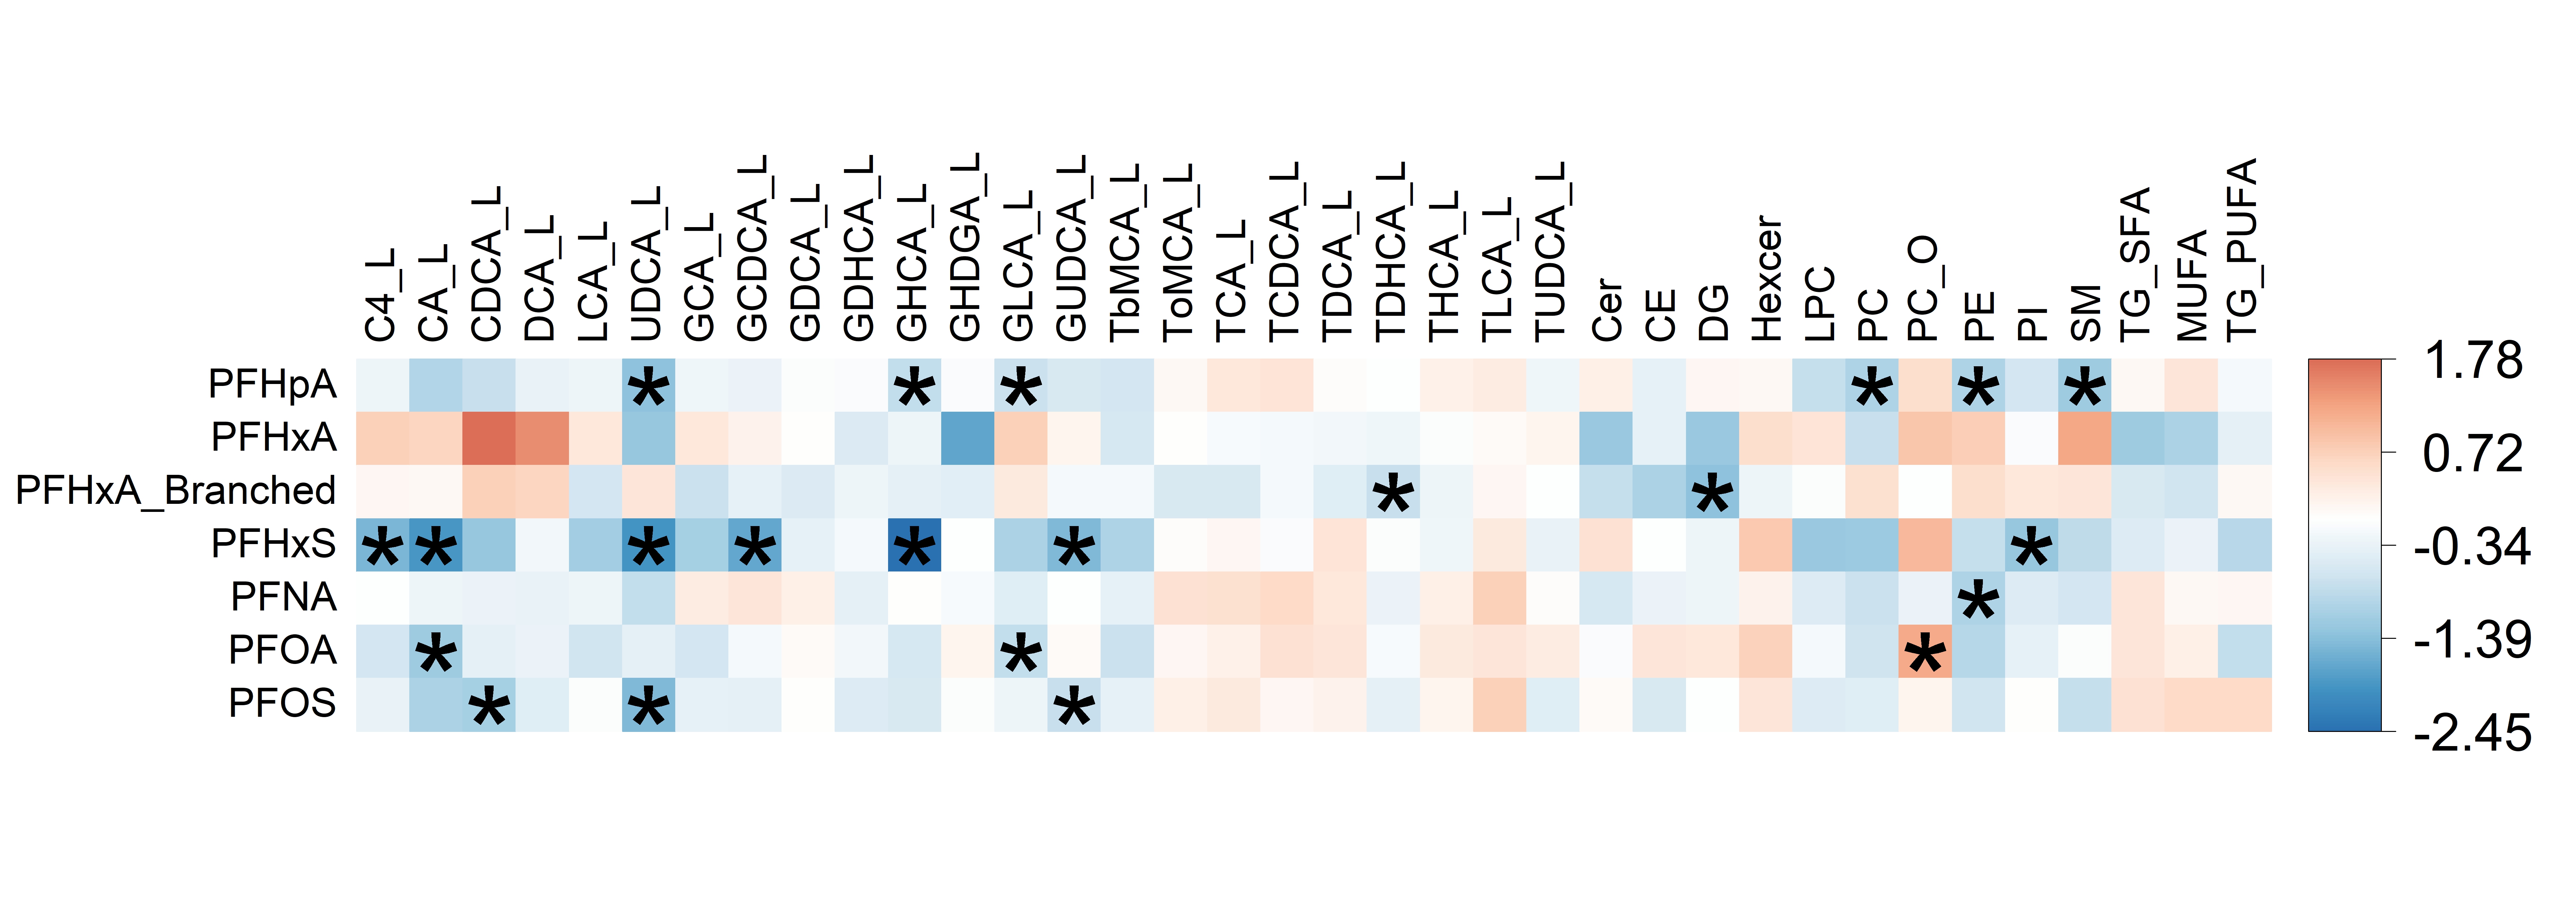 C4_L
CA_L
CDCA_L
DCA_L
LCA_L
UDCA_L
GCA_L
GCDCA_L
GDCA_L
GDHCA_L
GHCA_L
GHDGA_L
GLCA_L
GUDCA_L
TbMCA_L
ToMCA_L
TCA_L
TCDCA_L
TDCA_L
TDHCA_L
THCA_L
TLCA_L
TUDCA_L
Cer
CE
DG
Hexcer
LPC
PC
PC_O
PE
PI
SM
TG_SFA
MUFA
TG_PUFA
PFHpA * * * * * *
PFHxA
PFHxA_Branched * *
PFHxS * * * * * * *
PFNA *
PFOA * * *
PFOS * * *
1.78
0.72
-0.34
-1.39
-2.45